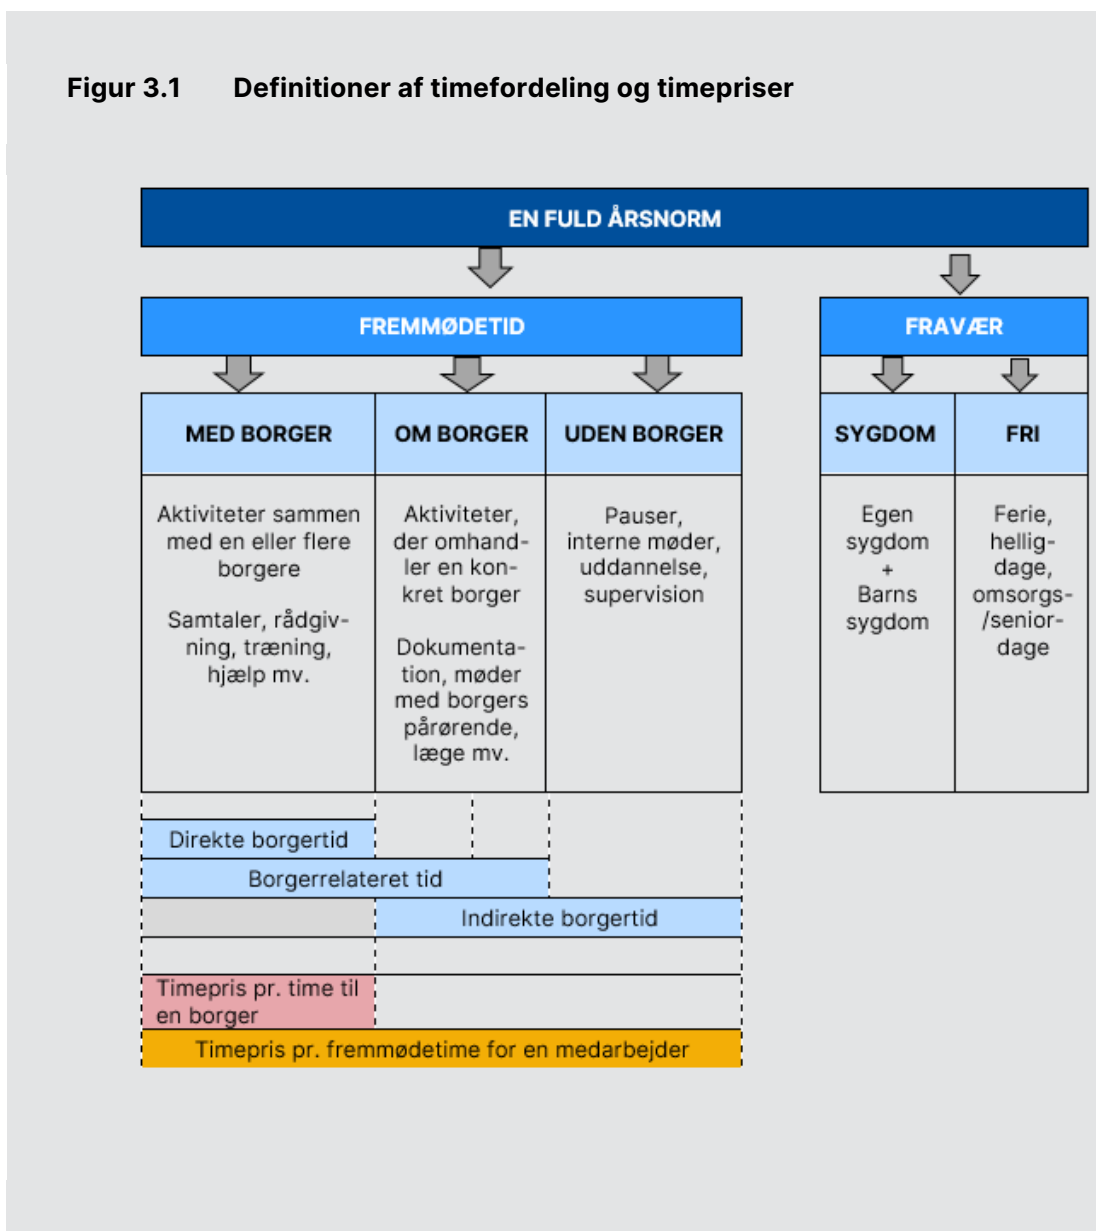 Figur 3.1 Definitioner af timefordeling og timepriser
EN FULD ÅRSNORM
FREMMØDETID
FRAVÆR
MED BORGER
OM BORGER
UDEN BORGER
SYGDOM
FRI
Aktiviteter sammen
med en eller flere
borgere
Samtaler, rådgiv-
ning, træning,
hjælp mv.
Aktiviteter,
der omhand-
ler en kon-
kret borger
Dokumenta-
tion, møder
med borgers
pårørende,
læge mv.
Pauser,
interne møder,
uddannelse,
supervision
Egen
sygdom
+
Barns
sygdom
Ferie,
hellig-
dage,
omsorgs-
/senior-
dage
Direkte borgertid
Borgerrelateret tid
Indirekte borgertid
Timepris pr. time til
en borger
Timepris pr. fremmødetime for en medarbejder